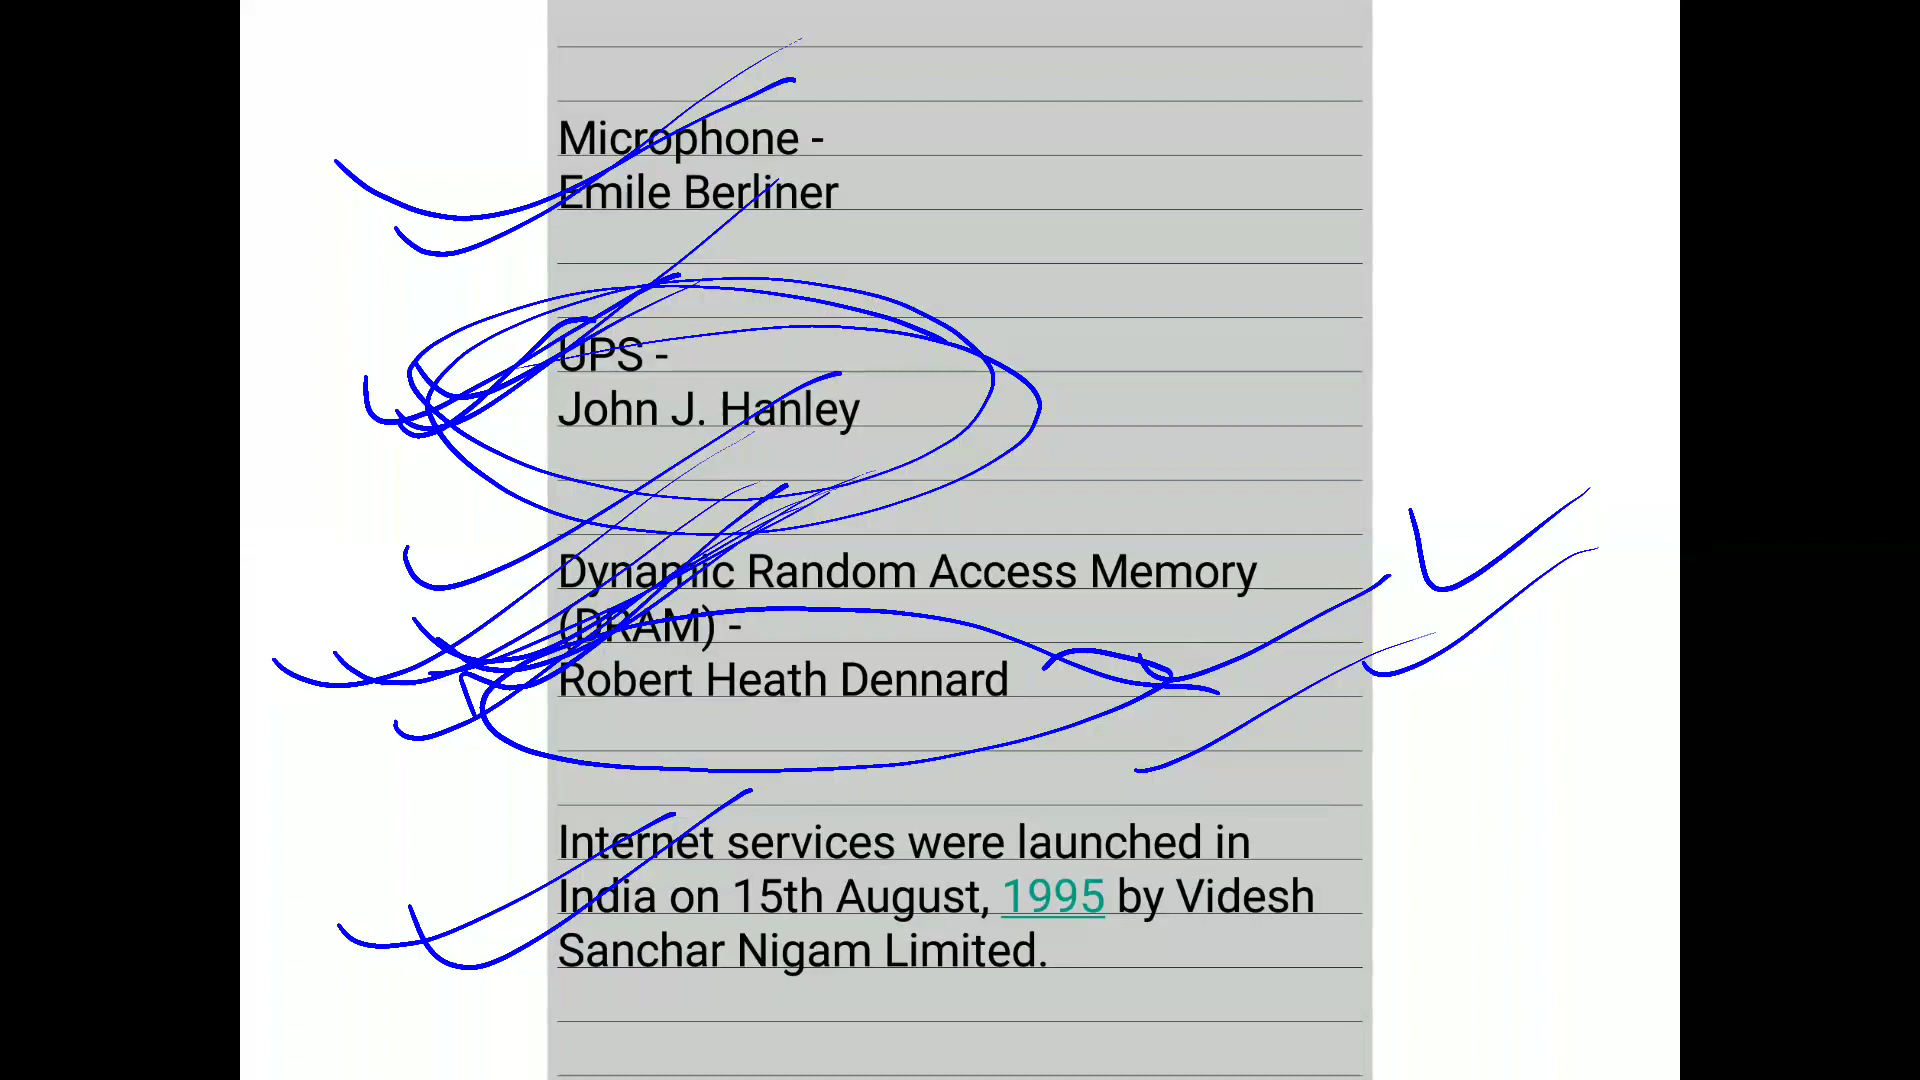 Microphone -
Emile Berliner
UPS -
John J. Hanley
Dynamic Random Access Memory
(DRAM) -
Robert Heath Dennard
Internet services were launched in
India on 15th August, 1995 by Videsh
Sanchar Nigam Limited.